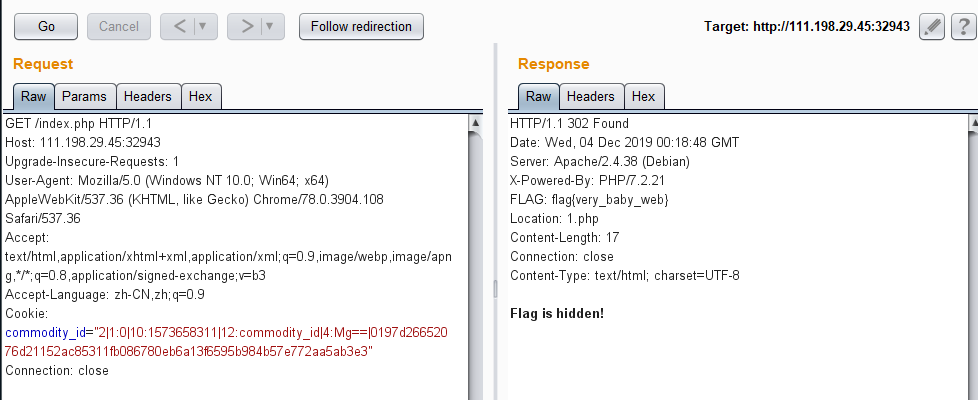 Go
Cancel
<
>
Follow redirection
Target: http://111.198.29.45:32943
?
Request
Raw
Params
Headers
Hex
GET /index.php HTTP/1.1
Host: 111.198.29.45:32943
Upgrade-Insecure-Requests: 1
User-Agent: Mozilla/5.0 (Windows NT 10.0; Win64; x64)
AppleWebKit/537.36 (KHTML, like Gecko) Chrome/78.0.3904.108
Safari/537.36
Accept:
text/html,application/xhtml+xml,application/xml;q=0.9,image/webp,image/apn
g,*/*;q=0.8,application/signed-exchange;v=b3
Accept-Language: zh-CN,zh;q=0.9
Cookie:
commodity_id="2|1:0|10:1573658311|12:commodity_id|4:Mg==|0197d266520
76d21152ac85311fb086780eb6a13f6595b984b57e772aa5ab3e3"
Connection: close
Response
Raw
Headers
Hex
HTTP/1.1 302 Found
Date: Wed, 04 Dec 2019 00:18:48 GMT
Server: Apache/2.4.38 (Debian)
X-Powered-By: PHP/7.2.21
FLAG: flag{very_baby_web}
Location: 1.php
Content-Length: 17
Connection: close
Content-Type: text/html; charset=UTF-8
Flag is hidden!